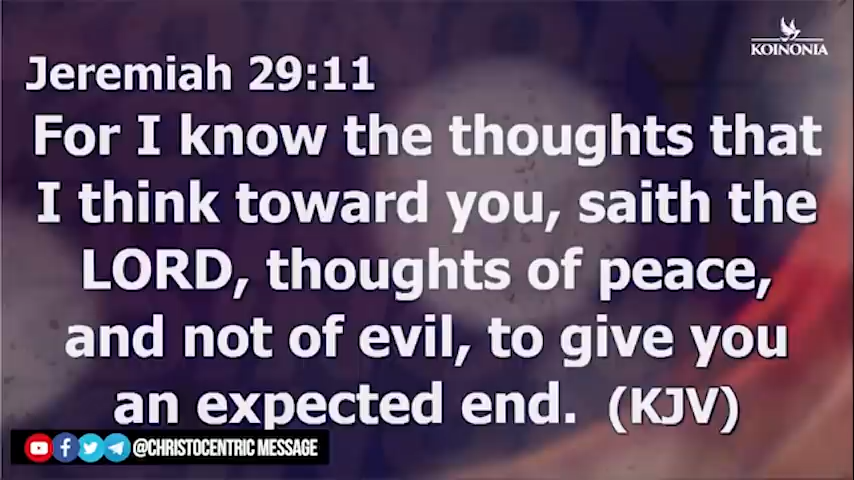 KOINONIA
Jeremiah 29:11
For I know the thoughts that
I think toward you, saith the
LORD, thoughts of peace,
and not of evil, to give you
an expected end. (KJV)
@CHRISTOCENTRIC MESSAGE